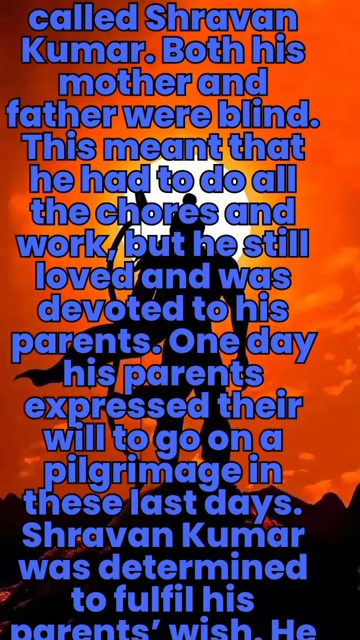 called Shravan
Kumar. Both his
mother and
father were blind.
This meant that
he had to do all
the chores and
work, but he still
loved and was
devoted to his
parents. One day
his parents
expressed their
will to go on a
pilgrimage in
these last days.
Shravan Kumar
was determined
to fulfil his
parents’ wish. He